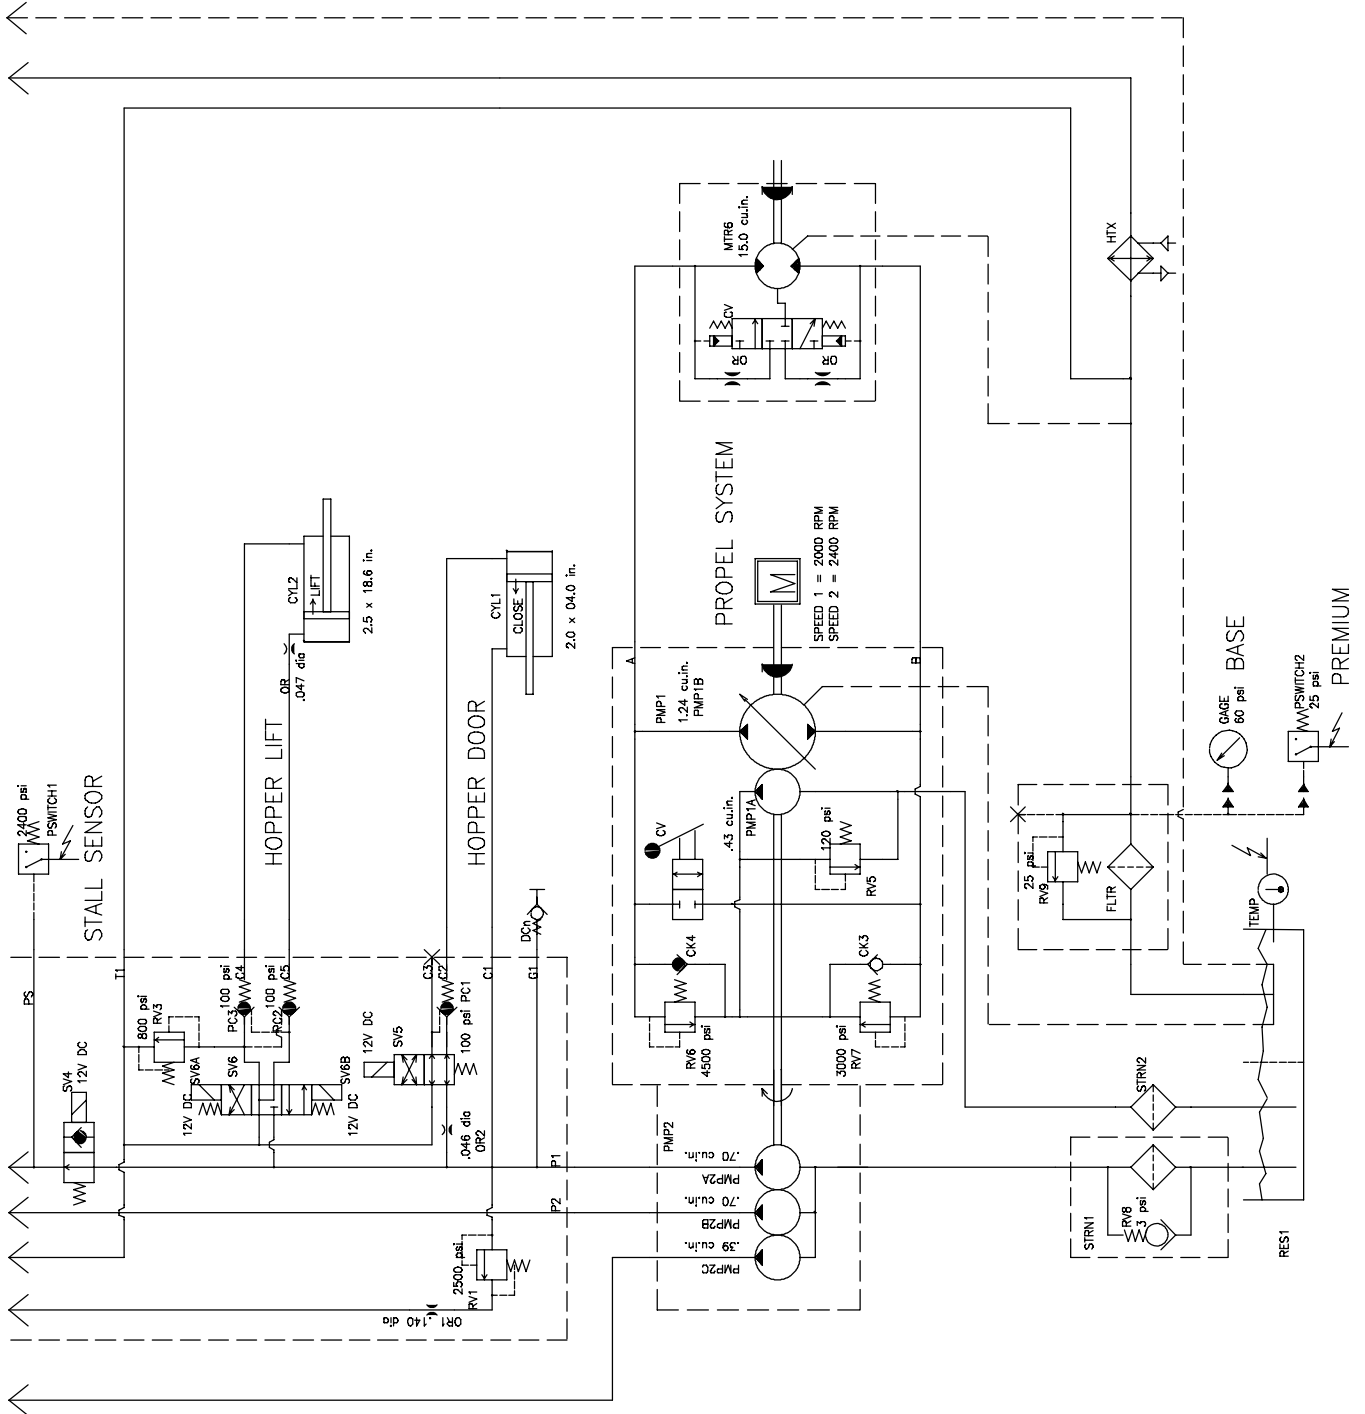 MTR6
15.0 cu.in.
HTX
CV
OR
OR
PROPEL SYSTEM
CYL2
LIFT
2.5 x 18.6 in.
SPEED 1 = 2000 RPM
SPEED 2 = 2400 RPM
M
CYL1
CLOSE
2.0 x 04.0 in.
OR
.047 dia
HOPPER LIFT
HOPPER DOOR
A
B
PMP1
1.24 cu.in.
PMP1B
GAGE
60 psi
BASE
PSWITCH2
25 psi
PREMIUM
2400 psi
PSWITCH1
STALL SENSOR
.43 cu.in.
PMP1A
CV
120 psi
RV5
25 psi
RV9
FLTR
TEMP
DCn
CK4
CK3
PS
T1
C4
C5
C3
C2
C1
G1
800 psi
RV3
100 psi
PC3
100 psi
PC2
PC1
100 psi
SV4
12V DC
SV6A
SV6
SV6B
12V DC
12V DC
12V DC
SV5
RV6
4500 psi
3000 psi
RV7
STRN2
.046 dia
OR2
PMP2
P1
P2
.70 cu.in.
PMP2A
.70 cu.in.
PMP2B
.39 cu.in.
PMP2C
2500 psi
RV1
OR1 .140 dia
STRN1
RV8
3 psi
RES1